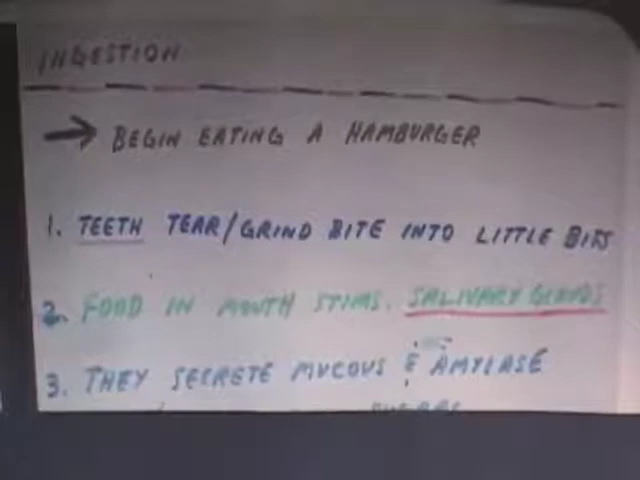 INGESTION
→ BEGIN EATING A HAMBURGER
1. TEETH TEAR/GRIND BITE INTO LITTLE BITS
2. FOOD IN MOUTH STIMS. SALIVARY GLANDS
3. THEY SECRETE MUCOUS & AMYLASE